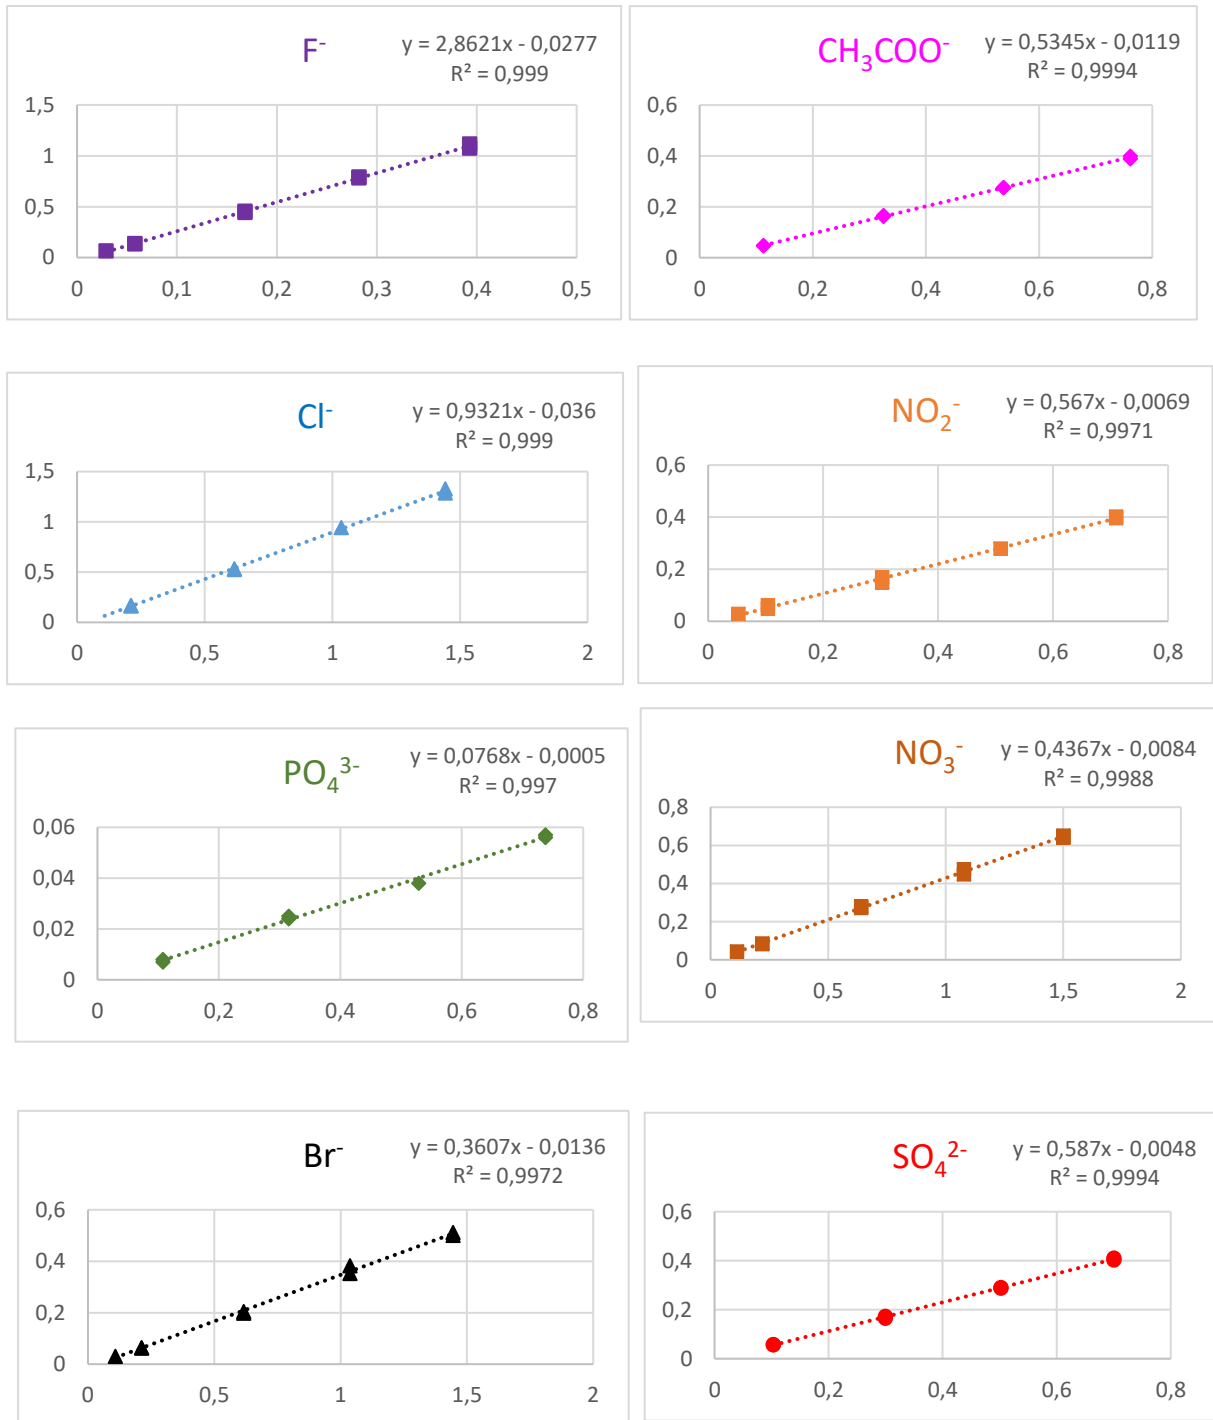 F⁻
y = 2,8621x - 0,0277
R² = 0,999
1,5
1
0,5
0
0 0,1 0,2 0,3 0,4 0,5
CH₃COO⁻
y = 0,5345x - 0,0119
R² = 0,9994
0,6
0,4
0,2
0
0 0,2 0,4 0,6 0,8
Cl⁻
y = 0,9321x - 0,036
R² = 0,999
1,5
1
0,5
0
0 0,5 1 1,5 2
NO₂⁻
y = 0,567x - 0,0069
R² = 0,9971
0,6
0,4
0,2
0
0 0,2 0,4 0,6 0,8
PO₄³⁻
y = 0,0768x - 0,0005
R² = 0,997
0,06
0,04
0,02
0
0 0,2 0,4 0,6 0,8
NO₃⁻
y = 0,4367x - 0,0084
R² = 0,9988
0,8
0,6
0,4
0,2
0
0 0,5 1 1,5 2
Br⁻
y = 0,3607x - 0,0136
R² = 0,9972
0,6
0,4
0,2
0
0 0,5 1 1,5 2
SO₄²⁻
y = 0,587x - 0,0048
R² = 0,9994
0,6
0,4
0,2
0
0 0,2 0,4 0,6 0,8